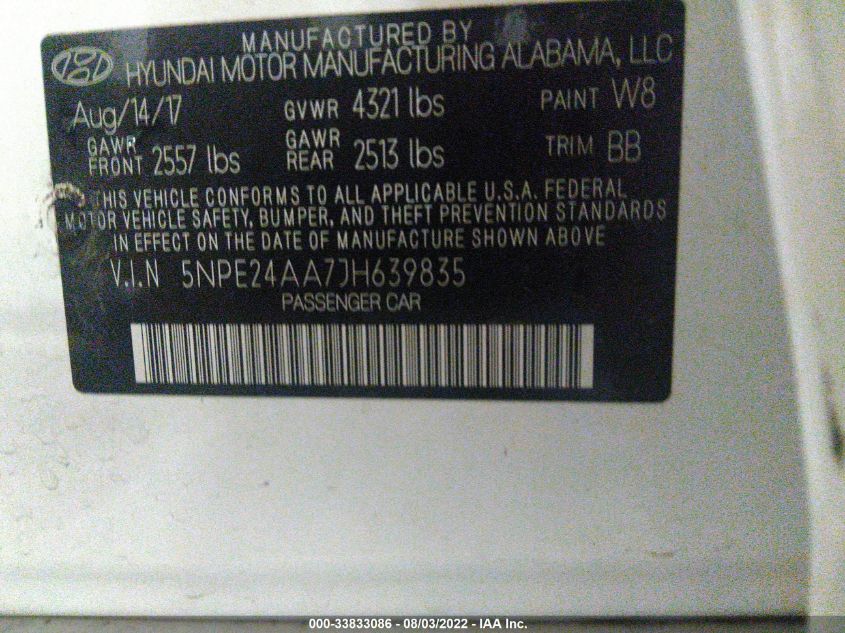 MANUFACTURED BY
HYUNDAI MOTOR MANUFACTURING ALABAMA, LLC
Aug/14/17 GVWR 4321 lbs PAINT W8
GAWR FRONT 2557 lbs GAWR REAR 2513 lbs TRIM BB
THIS VEHICLE CONFORMS TO ALL APPLICABLE U.S.A. FEDERAL
MOTOR VEHICLE SAFETY, BUMPER, AND THEFT PREVENTION STANDARDS
IN EFFECT ON THE DATE OF MANUFACTURE SHOWN ABOVE
V.I.N 5NPE24AA7JH639835
PASSENGER CAR
000-33833086 - 08/03/2022 - IAA Inc.